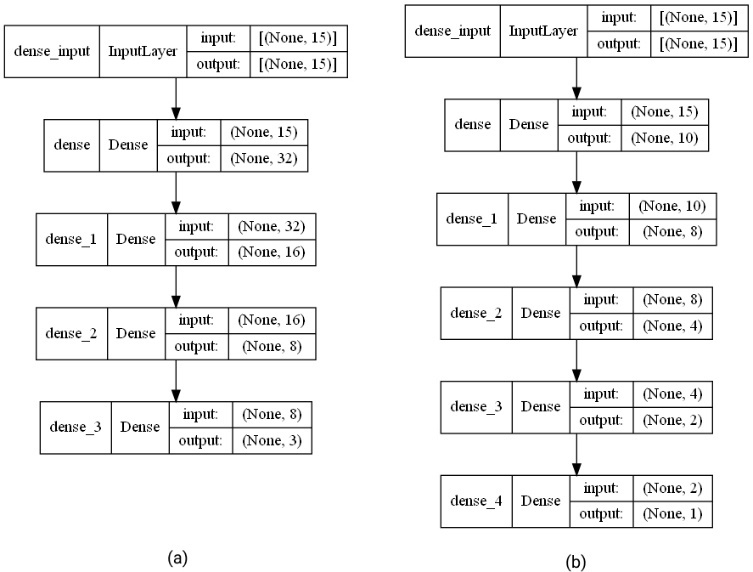 dense_input InputLayer input: [(None, 15)]
output: [(None, 15)]
dense Dense input: (None, 15)
output: (None, 32)
dense_1 Dense input: (None, 32)
output: (None, 16)
dense_2 Dense input: (None, 16)
output: (None, 8)
dense_3 Dense input: (None, 8)
output: (None, 3)
(a)
dense_input InputLayer input: [(None, 15)]
output: [(None, 15)]
dense Dense input: (None, 15)
output: (None, 10)
dense_1 Dense input: (None, 10)
output: (None, 8)
dense_2 Dense input: (None, 8)
output: (None, 4)
dense_3 Dense input: (None, 4)
output: (None, 2)
dense_4 Dense input: (None, 2)
output: (None, 1)
(b)